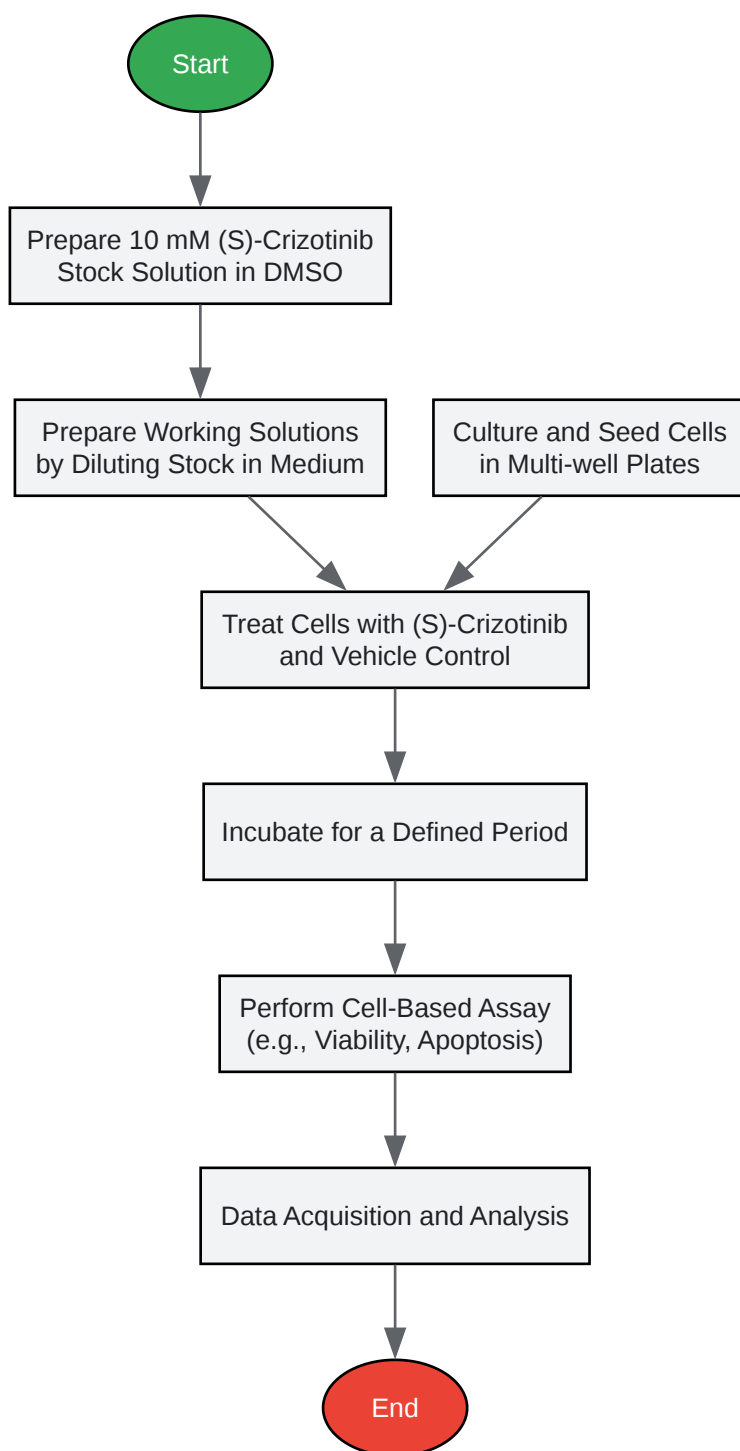 Start
Prepare 10 mM (S)-Crizotinib
Stock Solution in DMSO
Prepare Working Solutions
by Diluting Stock in Medium
Culture and Seed Cells
in Multi-well Plates
Treat Cells with (S)-Crizotinib
and Vehicle Control
Incubate for a Defined Period
Perform Cell-Based Assay
(e.g., Viability, Apoptosis)
Data Acquisition and Analysis
End